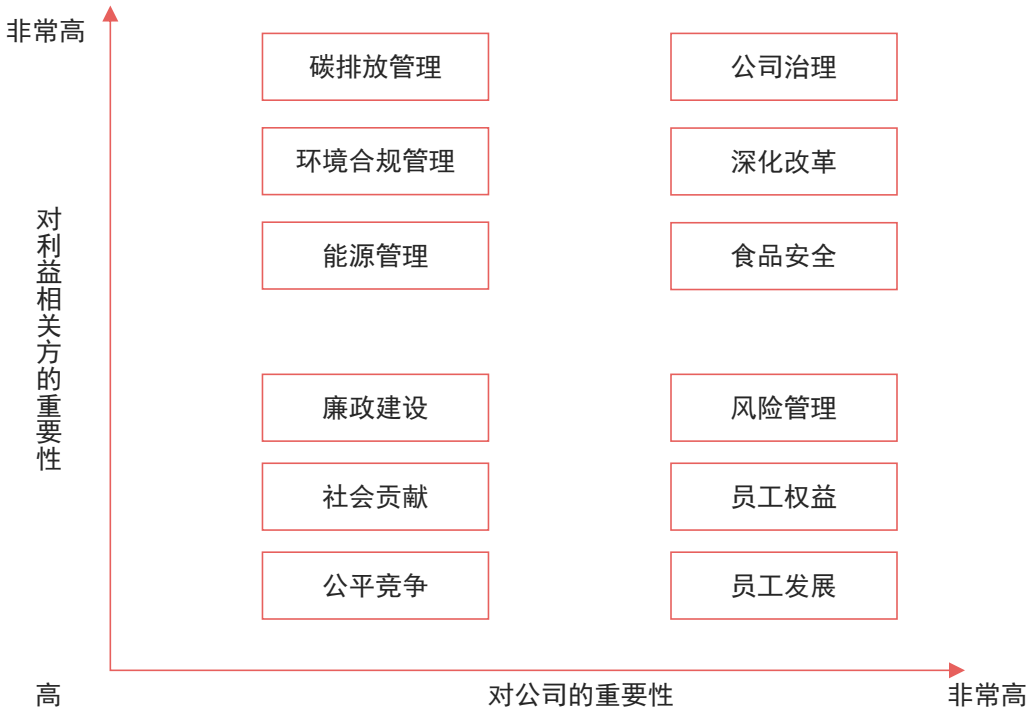 非常高
碳排放管理
公司治理
环境合规管理
深化改革
能源管理
食品安全
对利益相关方的重要性
廉政建设
风险管理
社会贡献
员工权益
公平竞争
员工发展
高
对公司的重要性
非常高